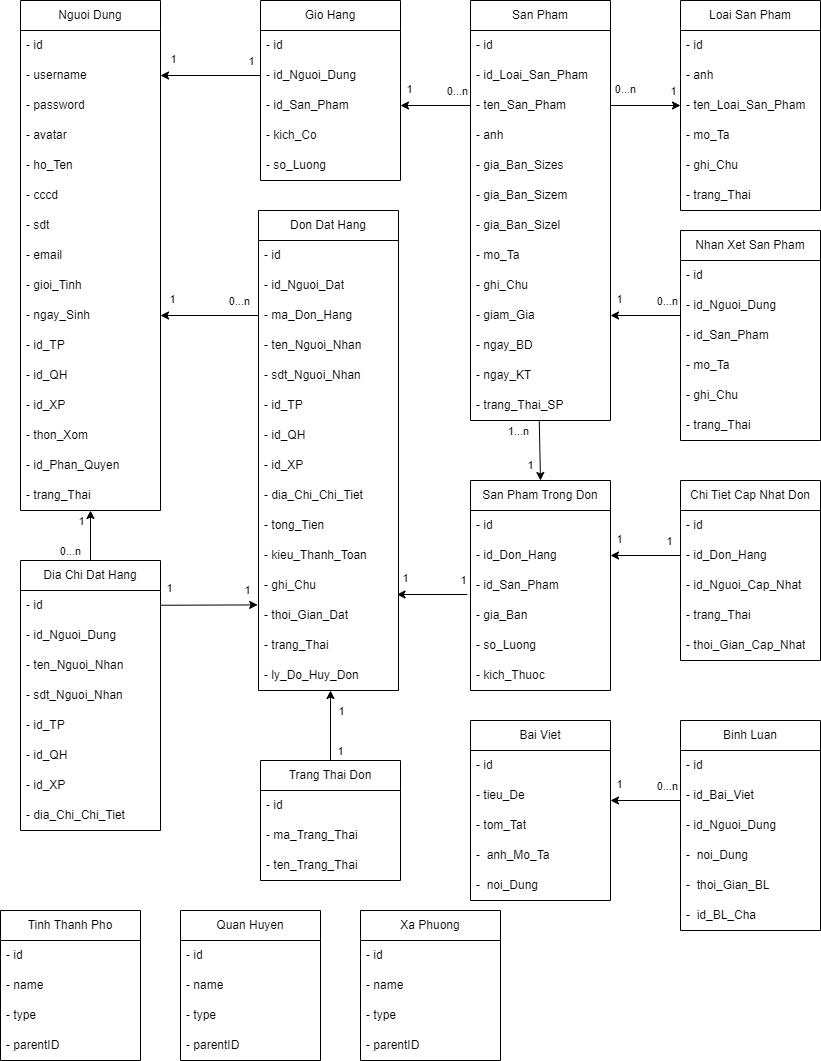 Nguoi Dung
- id
- username
- password
- avatar
- ho_Ten
- cccd
- sdt
- email
- gioi_Tinh
- ngay_Sinh
- id_TP
- id_QH
- id_XP
- thon_Xom
- id_Phan_Quyen
- trang_Thai
1
1
Gio Hang
- id
- id_Nguoi_Dung
- id_San_Pham
- kich_Co
- so_Luong
1
0...n
San Pham
- id
- id_Loai_San_Pham
- ten_San_Pham
- anh
- gia_Ban_Sizes
- gia_Ban_Sizem
- gia_Ban_Sizel
- mo_Ta
- ghi_Chu
- giam_Gia
- ngay_BD
- ngay_KT
- trang_Thai_SP
0...n
1
Loai San Pham
- id
- anh
- ten_Loai_San_Pham
- mo_Ta
- ghi_Chu
- trang_Thai
1
0...n
Don Dat Hang
- id
- id_Nguoi_Dat
- ma_Don_Hang
- ten_Nguoi_Nhan
- sdt_Nguoi_Nhan
- id_TP
- id_QH
- id_XP
- dia_Chi_Chi_Tiet
- tong_Tien
- kieu_Thanh_Toan
- ghi_Chu
- thoi_Gian_Dat
- trang_Thai
- ly_Do_Huy_Don
1
0...n
Nhan Xet San Pham
- id
- id_Nguoi_Dung
- id_San_Pham
- mo_Ta
- ghi_Chu
- trang_Thai
1...n
1
1
0...n
Dia Chi Dat Hang
- id
- id_Nguoi_Dung
- ten_Nguoi_Nhan
- sdt_Nguoi_Nhan
- id_TP
- id_QH
- id_XP
- dia_Chi_Chi_Tiet
1
1
1
1
San Pham Trong Don
- id
- id_Don_Hang
- id_San_Pham
- gia_Ban
- so_Luong
- kich_Thuoc
1
1
Chi Tiet Cap Nhat Don
- id
- id_Don_Hang
- id_Nguoi_Cap_Nhat
- trang_Thai
- thoi_Gian_Cap_Nhat
1
1
Trang Thai Don
- id
- ma_Trang_Thai
- ten_Trang_Thai
Bai Viet
- id
- tieu_De
- tom_Tat
- anh_Mo_Ta
- noi_Dung
1
0...n
Binh Luan
- id
- id_Bai_Viet
- id_Nguoi_Dung
- noi_Dung
- thoi_Gian_BL
- id_BL_Cha
Tinh Thanh Pho
- id
- name
- type
- parentID
Quan Huyen
- id
- name
- type
- parentID
Xa Phuong
- id
- name
- type
- parentID